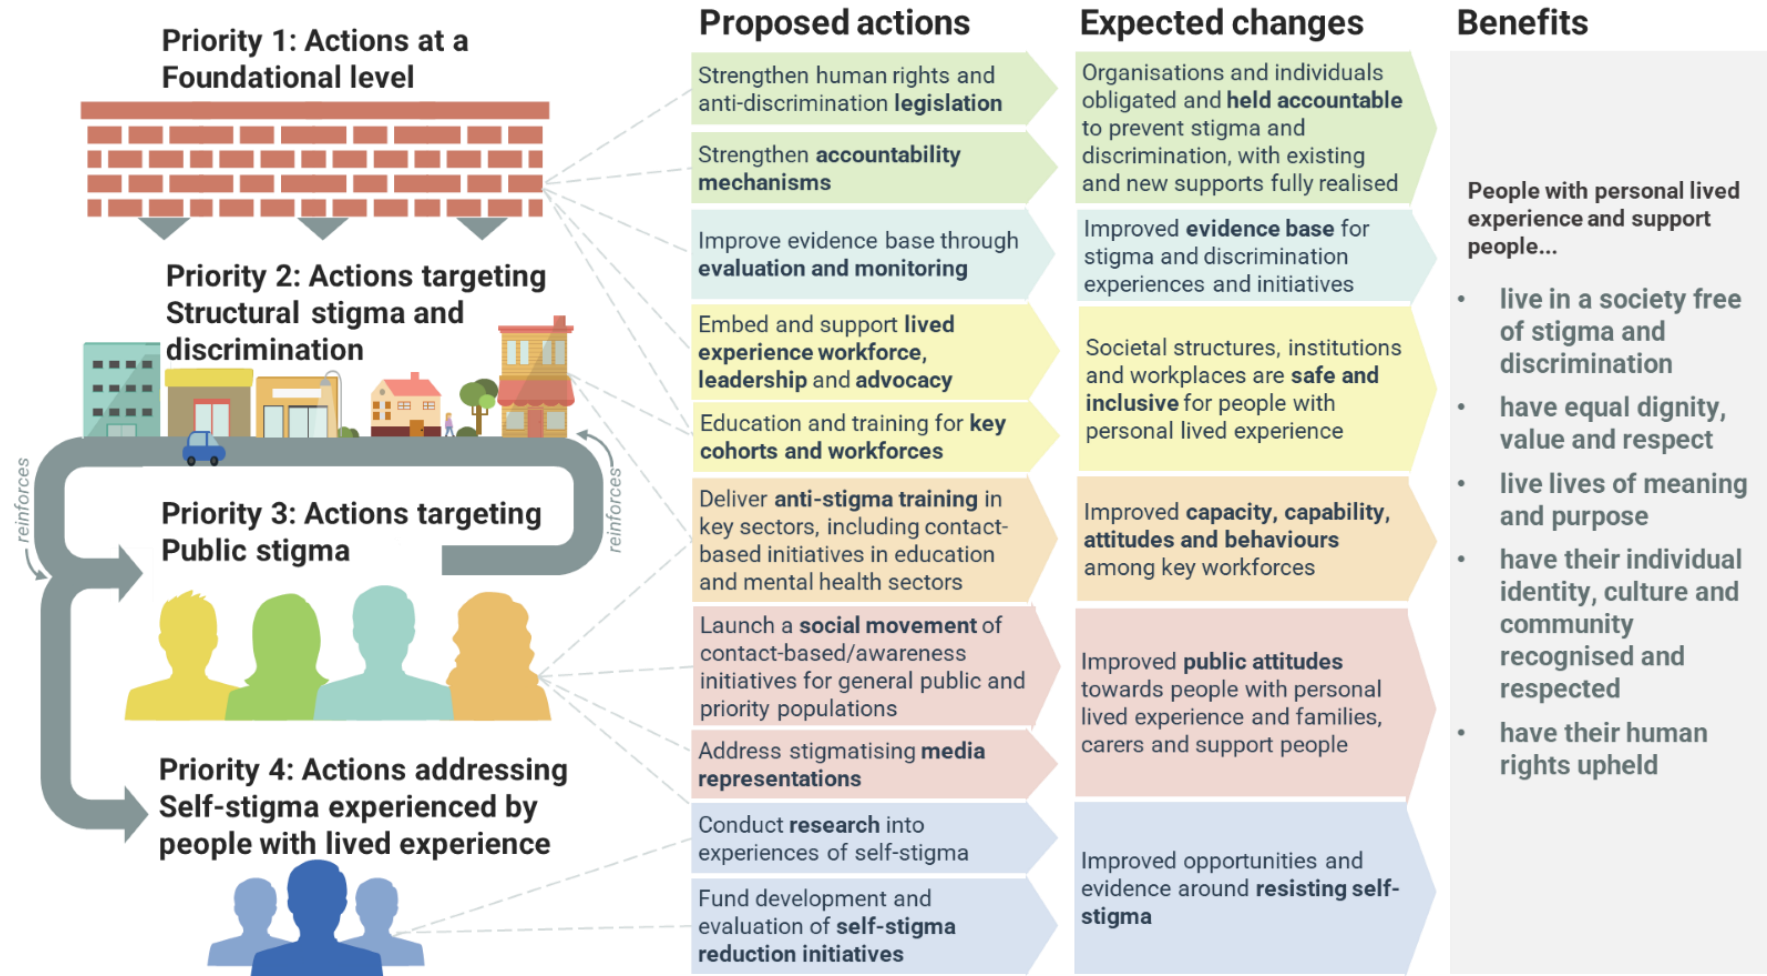 Priority 1: Actions at a
Foundational level
Priority 2: Actions targeting
Structural stigma and
discrimination
reinforces
reinforces
Priority 3: Actions targeting
Public stigma
Priority 4: Actions addressing
Self-stigma experienced by
people with lived experience
Proposed actions
Strengthen human rights and
anti-discrimination legislation
Strengthen accountability
mechanisms
Improve evidence base through
evaluation and monitoring
Embed and support lived
experience workforce,
leadership and advocacy
Education and training for key
cohorts and workforces
Deliver anti-stigma training in
key sectors, including contact-
based initiatives in education
and mental health sectors
Launch a social movement of
contact-based/awareness
initiatives for general public and
priority populations
Address stigmatising media
representations
Conduct research into
experiences of self-stigma
Fund development and
evaluation of self-stigma
reduction initiatives
Expected changes
Organisations and individuals
obligated and held accountable
to prevent stigma and
discrimination, with existing
and new supports fully realised
Improved evidence base for
stigma and discrimination
experiences and initiatives
Societal structures, institutions
and workplaces are safe and
inclusive for people with
personal lived experience
Improved capacity, capability,
attitudes and behaviours
among key workforces
Improved public attitudes
towards people with personal
lived experience and families,
carers and support people
Improved opportunities and
evidence around resisting self-
stigma
Benefits
People with personal lived
experience and support
people...
• live in a society free
of stigma and
discrimination
• have equal dignity,
value and respect
• live lives of meaning
and purpose
• have their individual
identity, culture and
community
recognised and
respected
• have their human
rights upheld